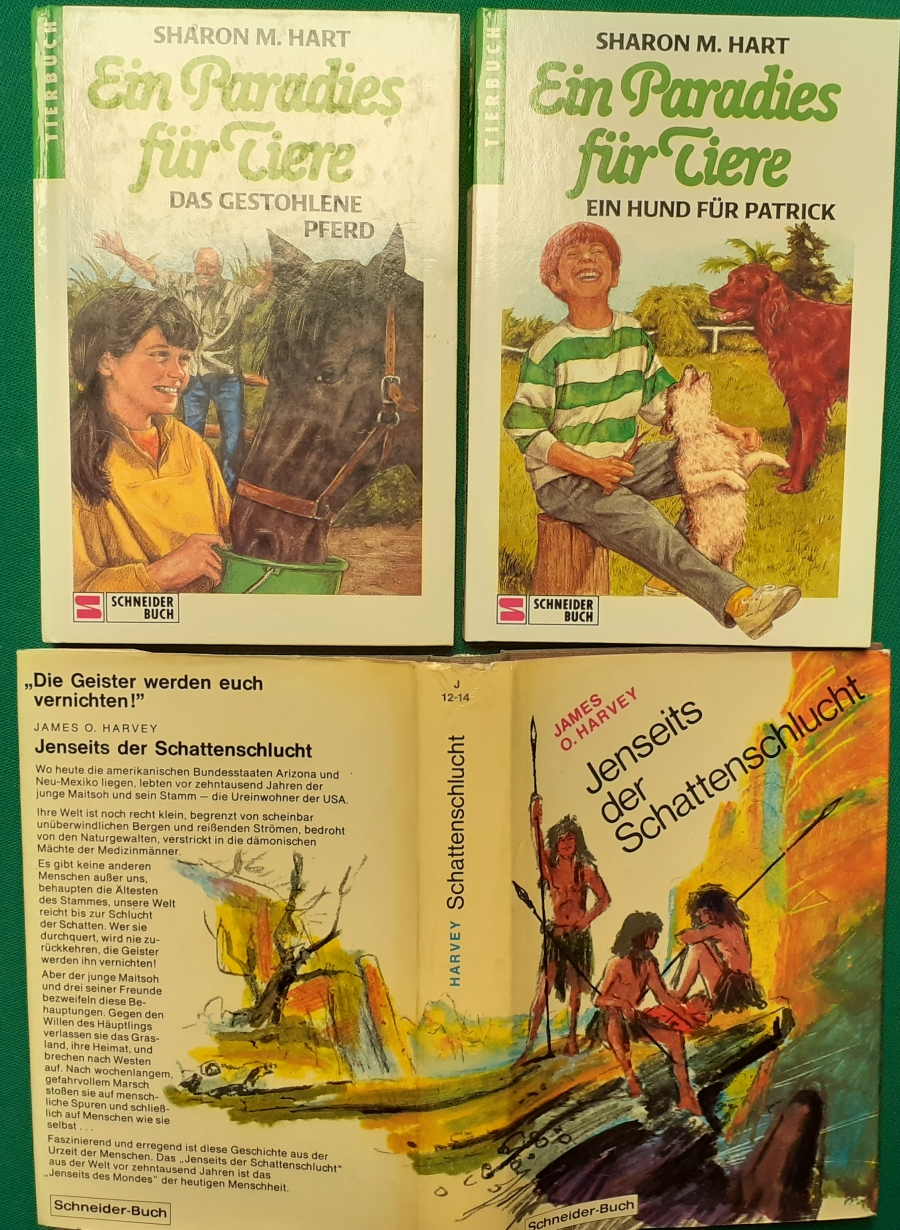 TIERBUCH
SHARON M. HART
Ein Paradies
für Tiere
DAS GESTOHLENE
PFERD
SCHNEIDER
BUCH
TIERBUCH
SHARON M. HART
Ein Paradies
für Tiere
EIN HUND FÜR PATRICK
SCHNEIDER
BUCH
„Die Geister werden euch
vernichten!”
JAMES O. HARVEY
Jenseits der Schattenschlucht
Wo heute die amerikanischen Bundesstaaten Arizona und
Neu-Mexiko liegen, lebten vor zehntausend Jahren der
junge Maitsoh und sein Stamm – die Ureinwohner der USA.
Ihre Welt ist noch recht klein, begrenzt von scheinbar
unüberwindlichen Bergen und reißenden Strömen, bedroht
von den Naturgewalten, verstrickt in die dämonischen
Mächte der Medizinmänner.
Es gibt keine anderen
Menschen außer uns,
behaupten die Ältesten
des Stammes, unsere Welt
reicht bis zur Schlucht
der Schatten. Wer sie
durchquert, wird nie zu-
rückkehren, die Geister
werden ihn vernichten!
Aber der junge Maitsoh
und drei seiner Freunde
bezweifeln diese Be-
hauptungen. Gegen den
Willen des Häuptlings
verlassen sie das Gras-
land, ihre Heimat, und
brechen nach Westen
auf. Nach wochenlangem,
gefahrvollem Marsch
stoßen sie auf mensch-
liche Spuren und schließ-
lich auf Menschen wie sie
selbst . . .
Faszinierend und erregend ist diese Geschichte aus der
Urzeit der Menschen. Das „Jenseits der Schattenschlucht“
aus der Welt vor zehntausend Jahren ist das
„Jenseits des Mondes“ der heutigen Menschheit.
Schneider-Buch
J
12-14
HARVEY Schattenschlucht
JAMES
O. HARVEY
Jenseits
der
Schattenschlucht
Schneider-Buch